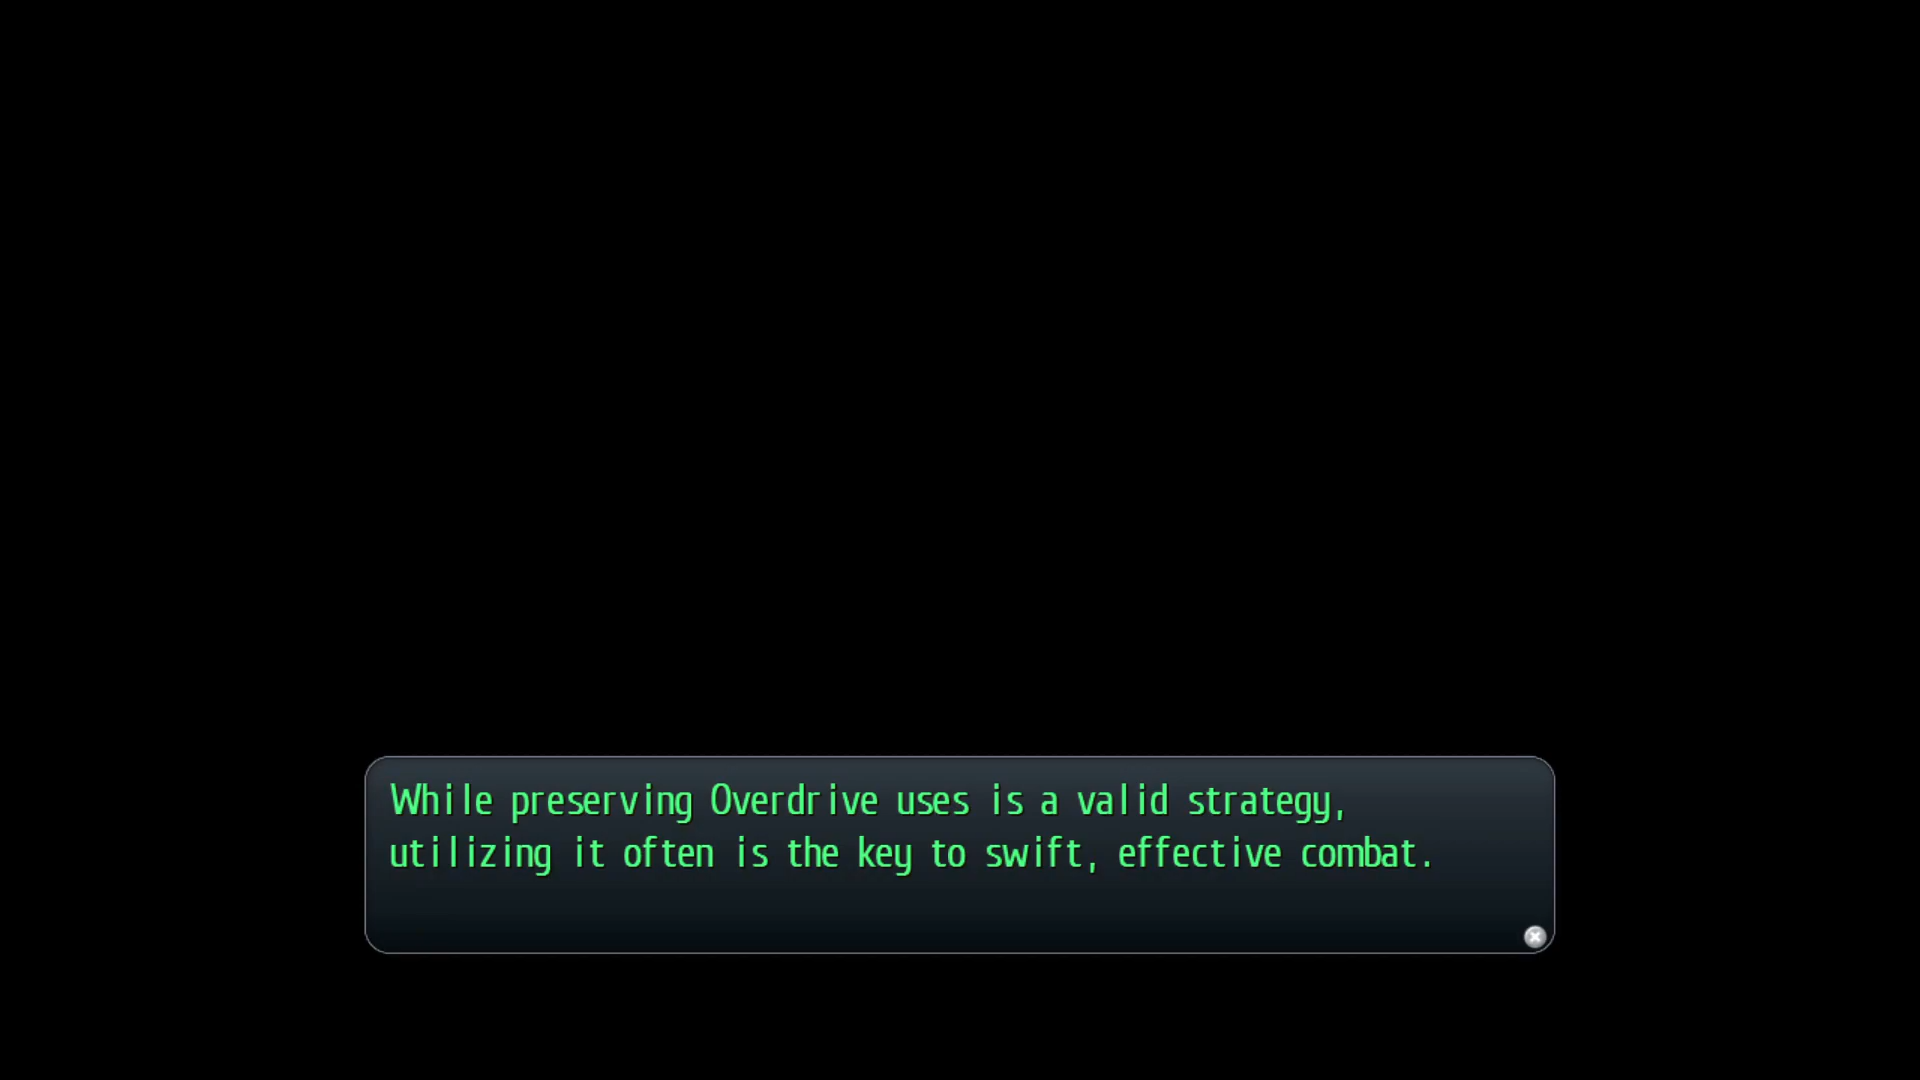 While preserving Overdrive uses is a valid strategy,
utilizing it often is the key to swift, effective combat.